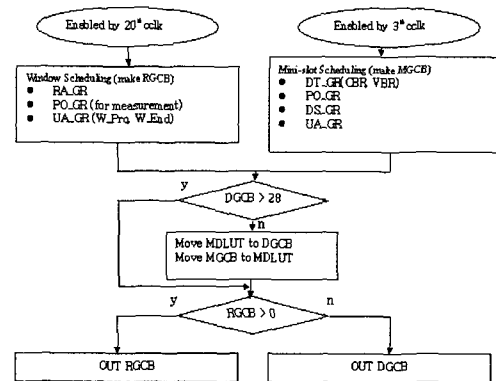 Enabled by 20* cclk
Enabled by 3* cclk
Window Scheduling (make RGCB)
● RA_GR
● PO_GR (for measurement)
● UA_GR (W_Pro, W_End)
Mini-slot Scheduling (make MGCB)
● DT_GR(CBR, VBR)
● PO_GR
● DS_GR
● UA_GR
y
DGCB > 28
n
Move MDLUT to DGCB
Move MGCB to MDLUT
y
RGCB > 0
n
OUT RGCB
OUT DGCB